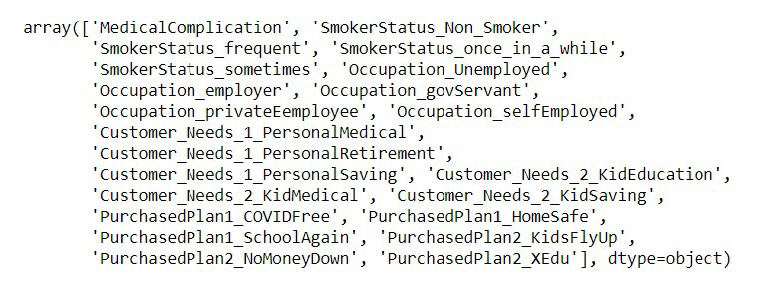 array(['MedicalComplication', 'SmokerStatus_Non_Smoker',
'SmokerStatus_frequent', 'SmokerStatus_once_in_a_while',
'SmokerStatus_sometimes', 'Occupation_Unemployed',
'Occupation_employer', 'Occupation_govServant',
'Occupation_privateEemployee', 'Occupation_selfEmployed',
'Customer_Needs_1_PersonalMedical',
'Customer_Needs_1_PersonalRetirement',
'Customer_Needs_1_PersonalSaving', 'Customer_Needs_2_KidEducation',
'Customer_Needs_2_KidMedical', 'Customer_Needs_2_KidSaving',
'PurchasedPlan1_COVIDFree', 'PurchasedPlan1_HomeSafe',
'PurchasedPlan1_SchoolAgain', 'PurchasedPlan2_KidsFlyUp',
'PurchasedPlan2_NoMoneyDown', 'PurchasedPlan2_XEdu'], dtype=object)